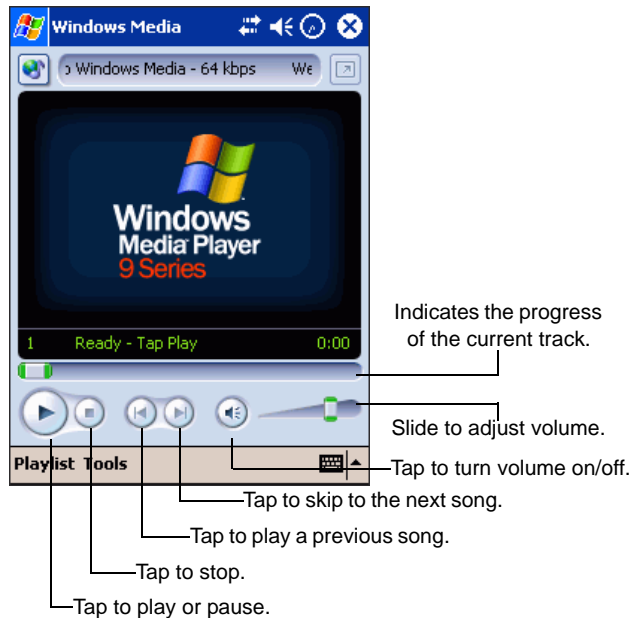 Windows Media
o Windows Media - 64 kbps We
Windows
Media Player
9 Series
Indicates the progress
of the current track.
1 Ready - Tap Play 0:00
Slide to adjust volume.
Playlist Tools
Tap to turn volume on/off.
Tap to skip to the next song.
Tap to play a previous song.
Tap to stop.
Tap to play or pause.